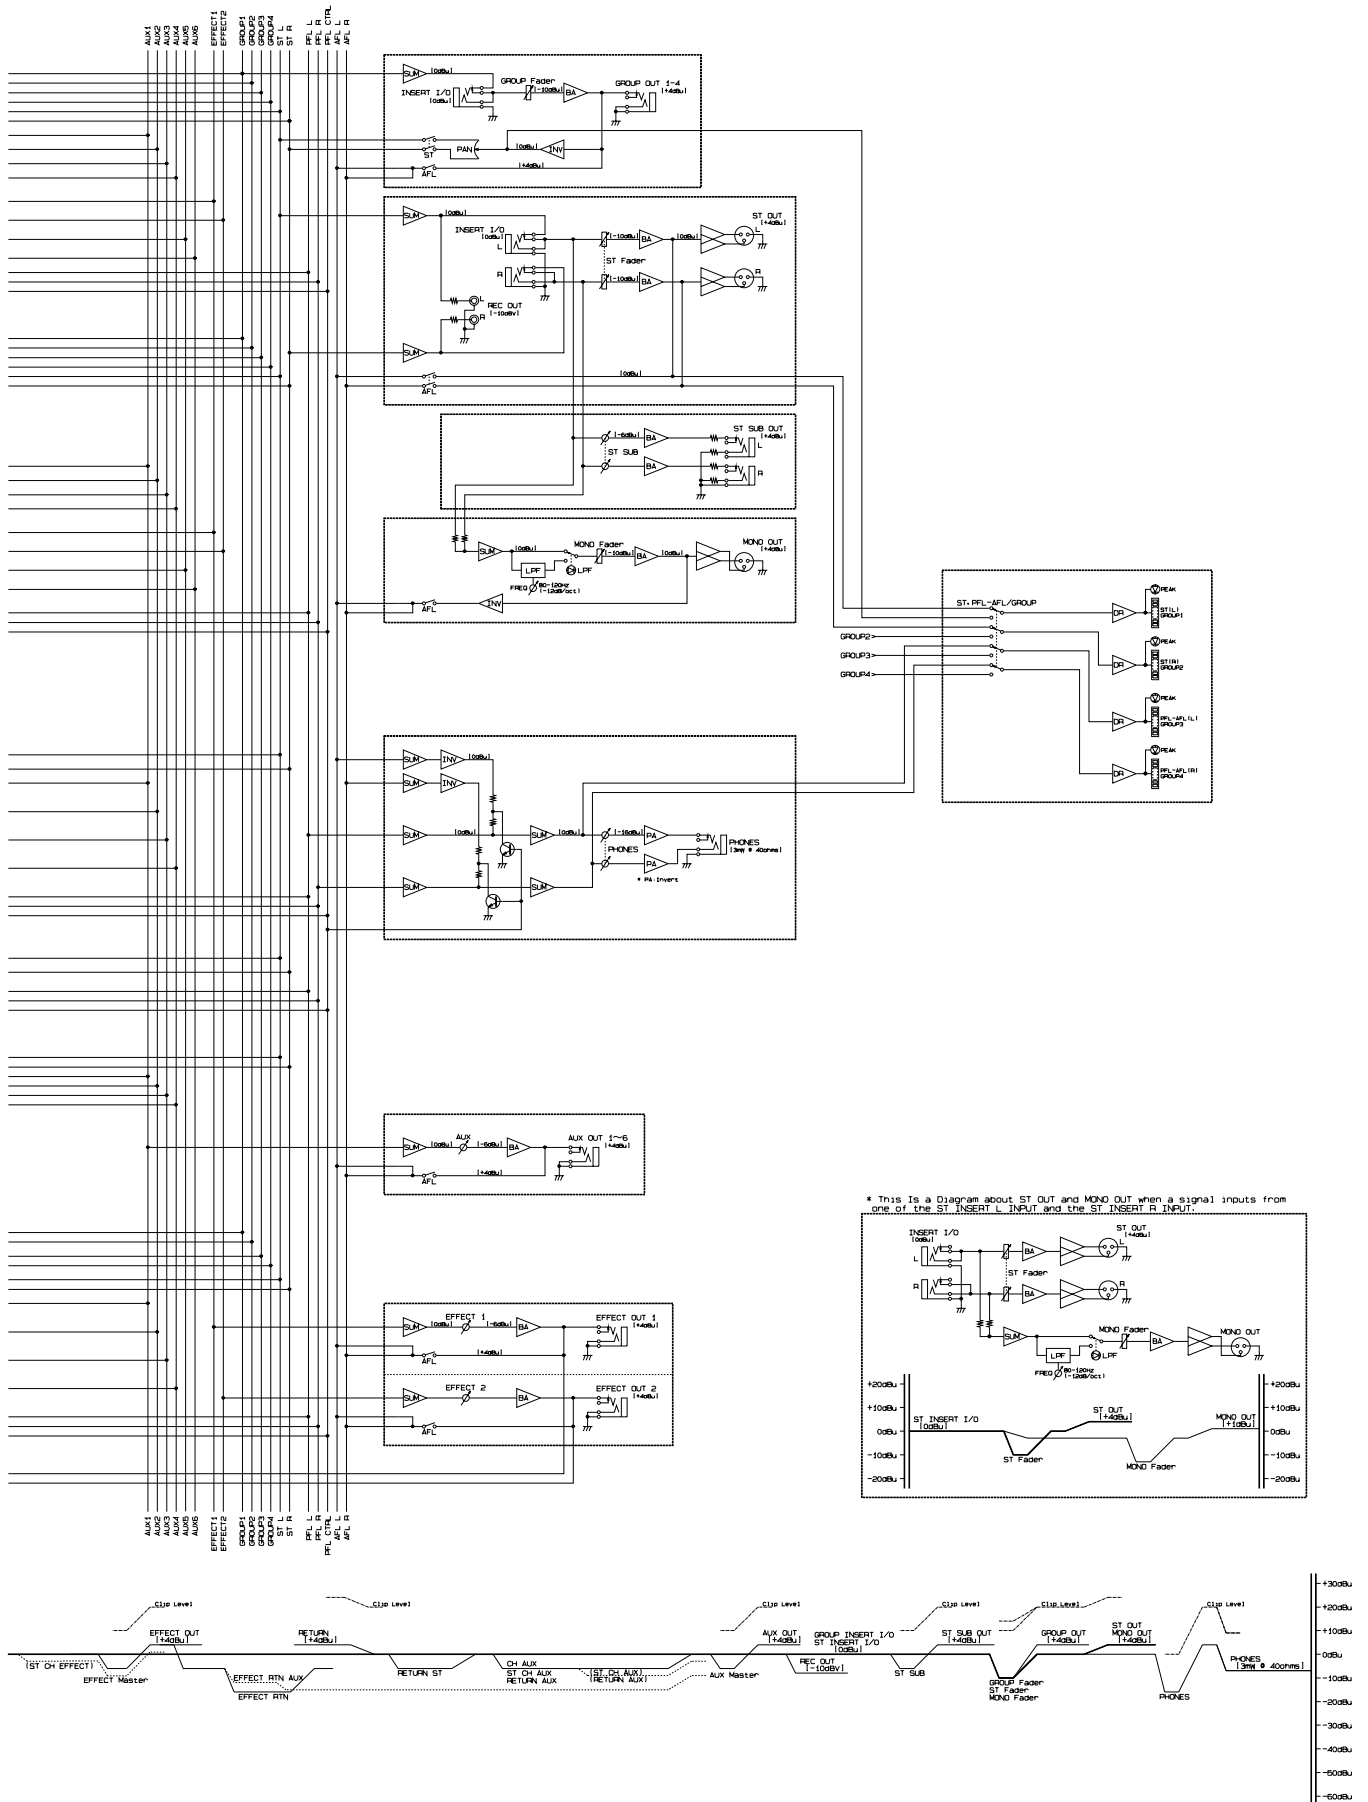 AUX1
AUX2
AUX3
AUX4
AUX5
AUX6
EFFECT1
EFFECT2
GROUP1
GROUP2
GROUP3
GROUP4
ST L
ST R
PFL L
PFL R
PFL CTRL
AFL L
AFL R
SUM
[0dBu]
INSERT I/O
[0dBu]
GROUP Fader
[-10dBu]
BA
GROUP OUT 1-4
[+4dBu]
ST
PAN
[0dBu]
INV
AFL
[+4dBu]
SUM
[0dBu]
INSERT I/O
[0dBu]
L
R
[-10dBu]
BA
[0dBu]
ST OUT
[+4dBu]
L
ST Fader
[-10dBu]
BA
R
REC OUT
[-10dBV]
L
R
SUM
AFL
[0dBu]
[-6dBu]
BA
ST SUB OUT
[+4dBu]
L
ST SUB
BA
R
SUM
[0dBu]
MONO Fader
[-10dBu]
BA
[0dBu]
MONO OUT
[+4dBu]
LPF
LPF
FREQ
80-120Hz
(-12dB/oct)
AFL
INV
ST.PFL-AFL/GROUP
GROUP2>
GROUP3>
GROUP4>
DR
PEAK
ST(L)
GROUP1
DR
PEAK
ST(R)
GROUP2
DR
PEAK
PFL-AFL(L)
GROUP3
DR
PEAK
PFL-AFL(R)
GROUP4
SUM
INV
[0dBu]
SUM
INV
SUM
[0dBu]
SUM
[0dBu]
[-16dBu]
PA
PHONES
[3mW @ 40ohms]
PHONES
PA
* PA:Invert
SUM
SUM
SUM
[0dBu]
AUX
[-6dBu]
BA
AUX OUT 1~6
[+4dBu]
AFL
[+4dBu]
SUM
[0dBu]
EFFECT 1
[-6dBu]
BA
EFFECT OUT 1
[+4dBu]
AFL
[+4dBu]
SUM
EFFECT 2
BA
EFFECT OUT 2
[+4dBu]
AFL
* This Is a Diagram about ST OUT and MONO OUT when a signal inputs from
one of the ST INSERT L INPUT and the ST INSERT R INPUT.
INSERT I/O
[0dBu]
L
R
BA
ST OUT
[+4dBu]
L
ST Fader
BA
R
SUM
MONO Fader
BA
MONO OUT
LPF
LPF
FREQ
80-120Hz
(-12dB/oct)
+20dBu
+10dBu
0dBu
-10dBu
-20dBu
ST INSERT I/O
[0dBu]
ST Fader
ST OUT
[+4dBu]
MONO Fader
MONO OUT
[+1dBu]
+20dBu
+10dBu
0dBu
-10dBu
-20dBu
AUX1
AUX2
AUX3
AUX4
AUX5
AUX6
EFFECT1
EFFECT2
GROUP1
GROUP2
GROUP3
GROUP4
ST L
ST R
PFL L
PFL R
PFL CTRL
AFL L
AFL R
Clip Level
Clip Level
Clip Level
Clip Level
Clip Level
Clip Level
(ST CH EFFECT)
EFFECT Master
EFFECT OUT
[+4dBu]
EFFECT RTN AUX
EFFECT RTN
RETURN
[+4dBu]
RETURN ST
CH AUX
ST CH AUX
RETURN AUX
(ST CH AUX)
(RETURN AUX)
AUX Master
AUX OUT
[+4dBu]
GROUP INSERT I/O
ST INSERT I/O
[0dBu]
REC OUT
[-10dBV]
ST SUB
ST SUB OUT
[+4dBu]
GROUP Fader
ST Fader
MONO Fader
GROUP OUT
[+4dBu]
ST OUT
MONO OUT
[+4dBu]
PHONES
PHONES
[3mW @ 40ohms]
+30dBu
+20dBu
+10dBu
0dBu
-10dBu
-20dBu
-30dBu
-40dBu
-50dBu
-60dBu